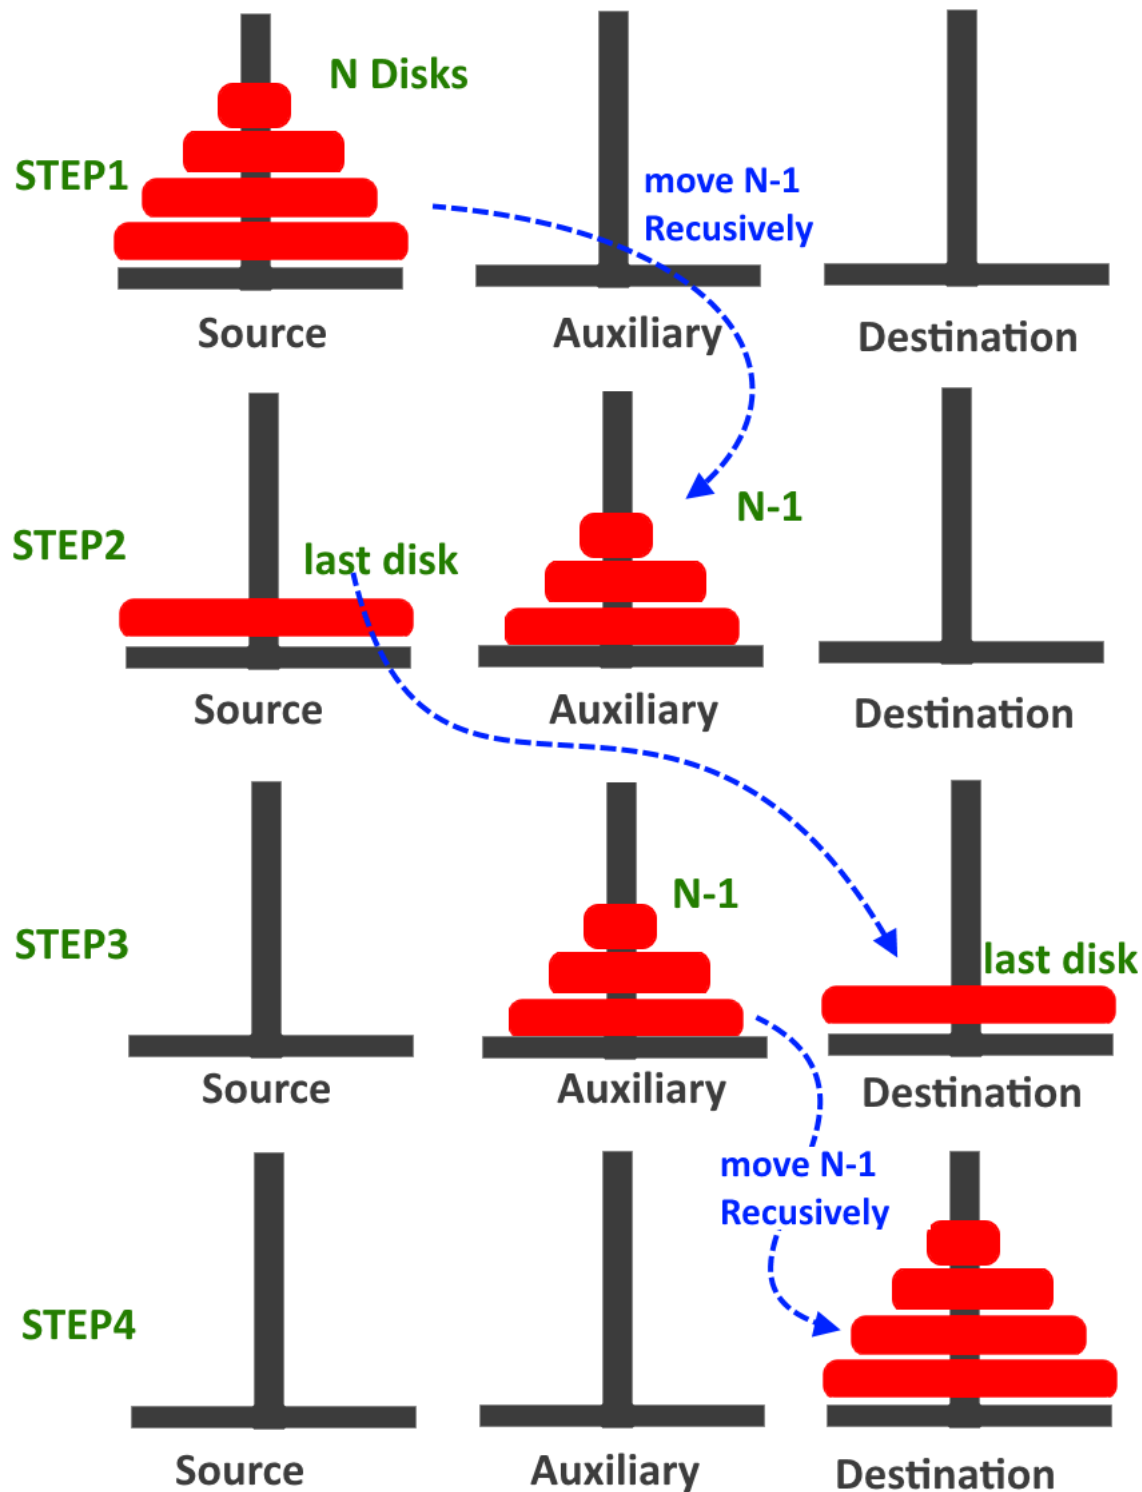 N Disks
STEP1
move N-1
Recusively
Source
Auxiliary
Destination
N-1
STEP2
last disk
Source
Auxiliary
Destination
N-1
STEP3
last disk
Source
Auxiliary
Destination
move N-1
Recusively
STEP4
Source
Auxiliary
Destination